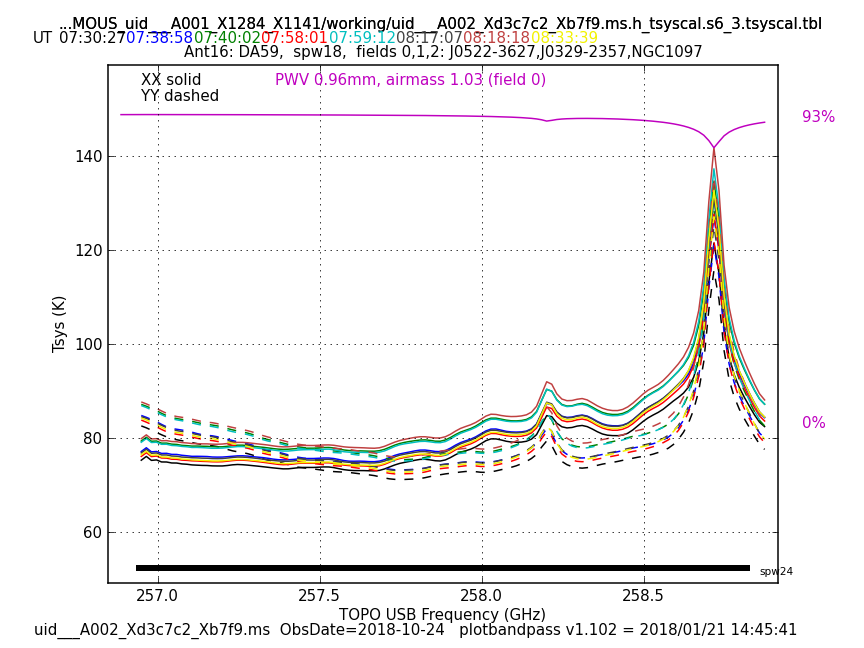 ...MOUS_uid___A001_X1284_X1141/working/uid___A002_Xd3c7c2_Xb7f9.ms.h_tsyscal.s6_3.tsyscal.tbl
UT 07:30:27 07:38:58 07:40:02 07:58:01 07:59:12 08:17:07 08:18:18 08:33:39
Ant16: DA59, spw18, fields 0,1,2: J0522-3627,J0329-2357,NGC1097
XX solid
PWV 0.96mm, airmass 1.03 (field 0)
YY dashed
93%
140
120
100
80
60
Tsys (K)
0%
spw24
257.0 257.5 258.0 258.5
TOPO USB Frequency (GHz)
uid___A002_Xd3c7c2_Xb7f9.ms ObsDate=2018-10-24 plotbandpass v1.102 = 2018/01/21 14:45:41